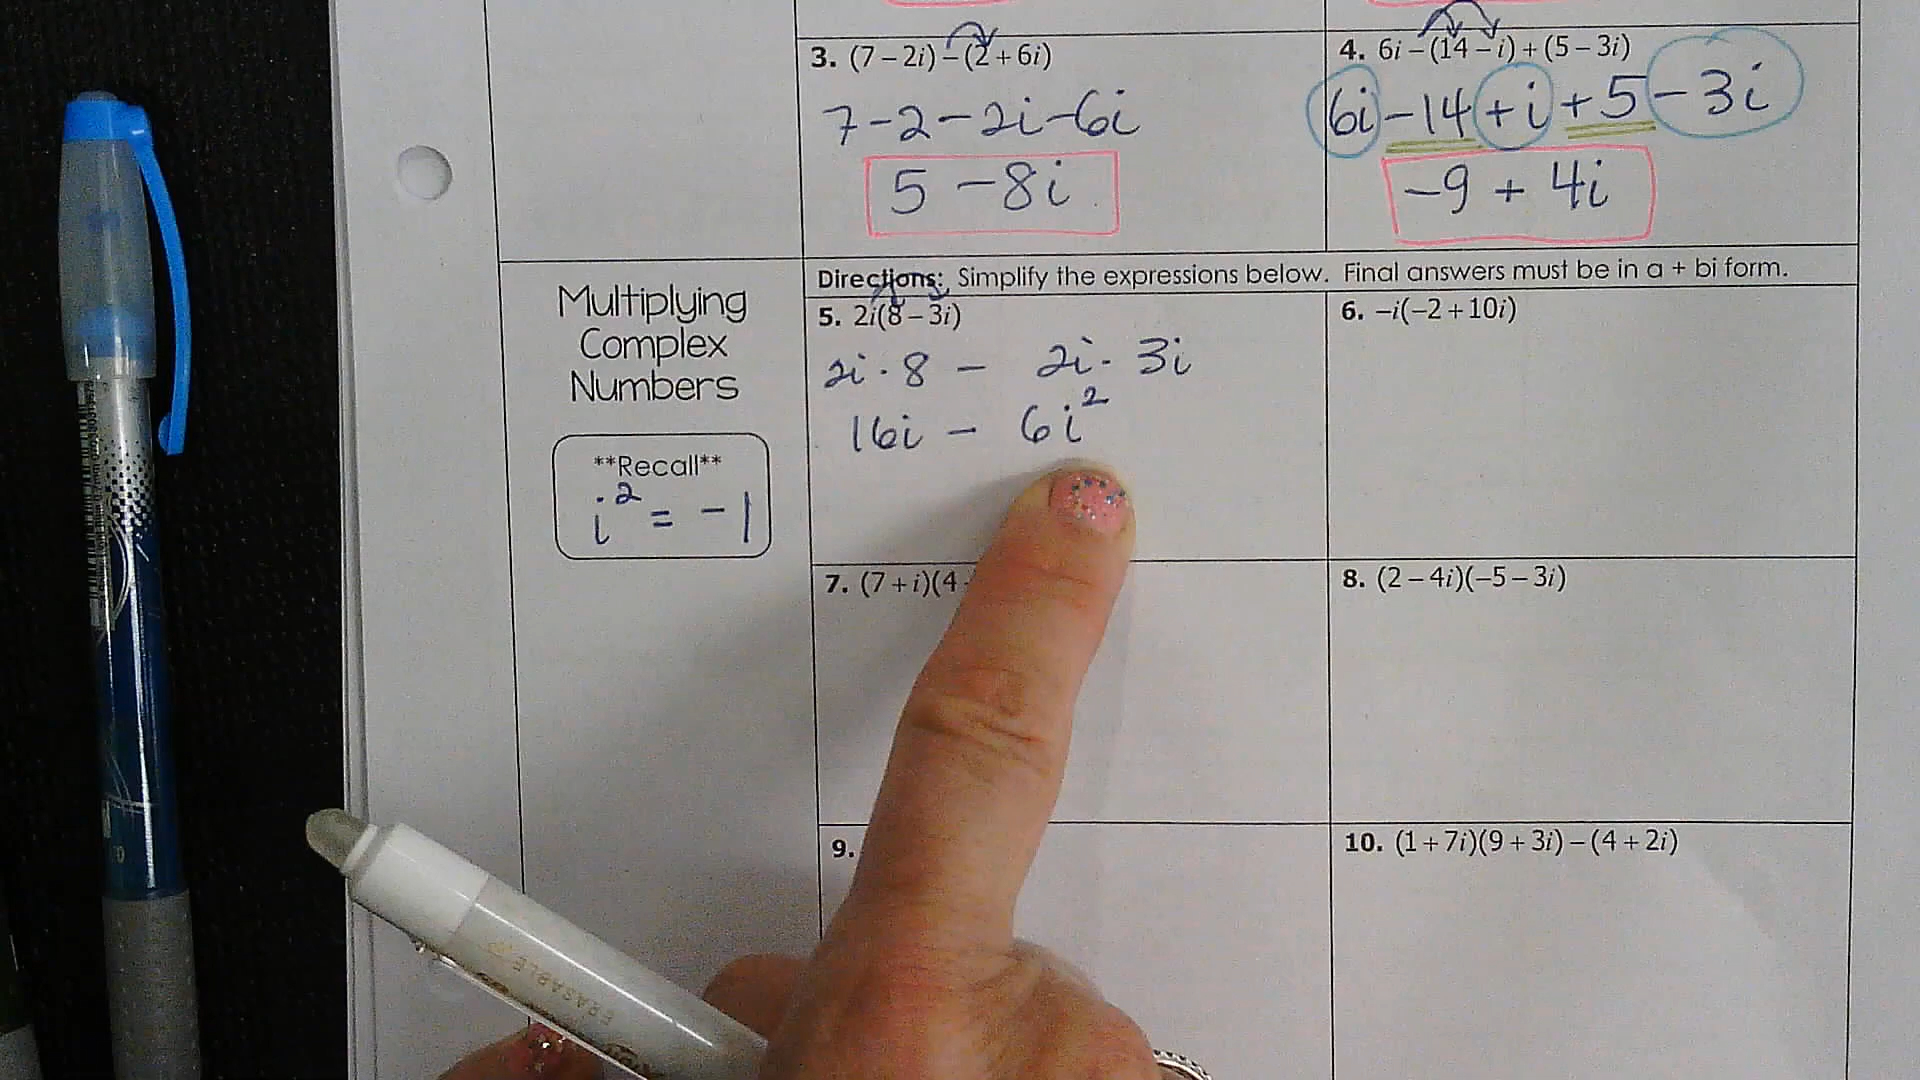 3. (7 – 2i) – (2 + 6i)
7 - 2 - 2i - 6i
5 - 8i
4. 6i – (14 – i) + (5 – 3i)
6i - 14 + i + 5 - 3i
-9 + 4i
Multiplying
Complex
Numbers
**Recall**
i² = -1
Directions: Simplify the expressions below. Final answers must be in a + bi form.
5. 2i(8 – 3i)
2i · 8 - 2i · 3i
16i - 6i²
6. –i(–2 + 10i)
7. (7 + i)(4
8. (2 – 4i)(–5 – 3i)
9.
10. (1 + 7i)(9 + 3i) – (4 + 2i)
ERASABLE